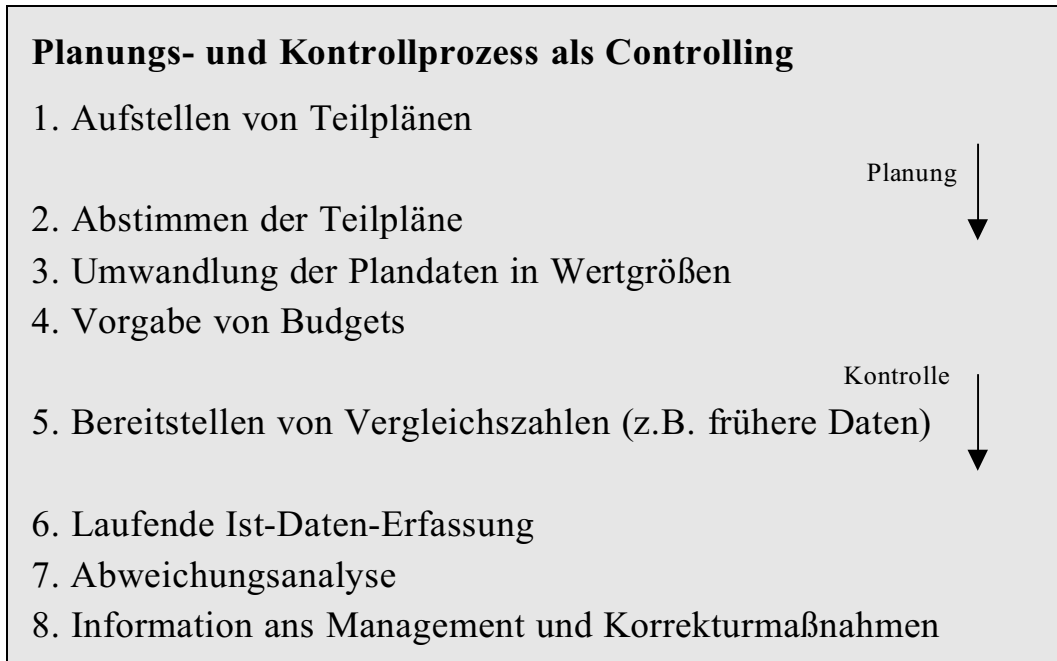 Planungs- und Kontrollprozess als Controlling
1. Aufstellen von Teilplänen
Planung
2. Abstimmen der Teilpläne
3. Umwandlung der Plandaten in Wertgrößen
4. Vorgabe von Budgets
Kontrolle
5. Bereitstellen von Vergleichszahlen (z.B. frühere Daten)
6. Laufende Ist-Daten-Erfassung
7. Abweichungsanalyse
8. Information ans Management und Korrekturmaßnahmen